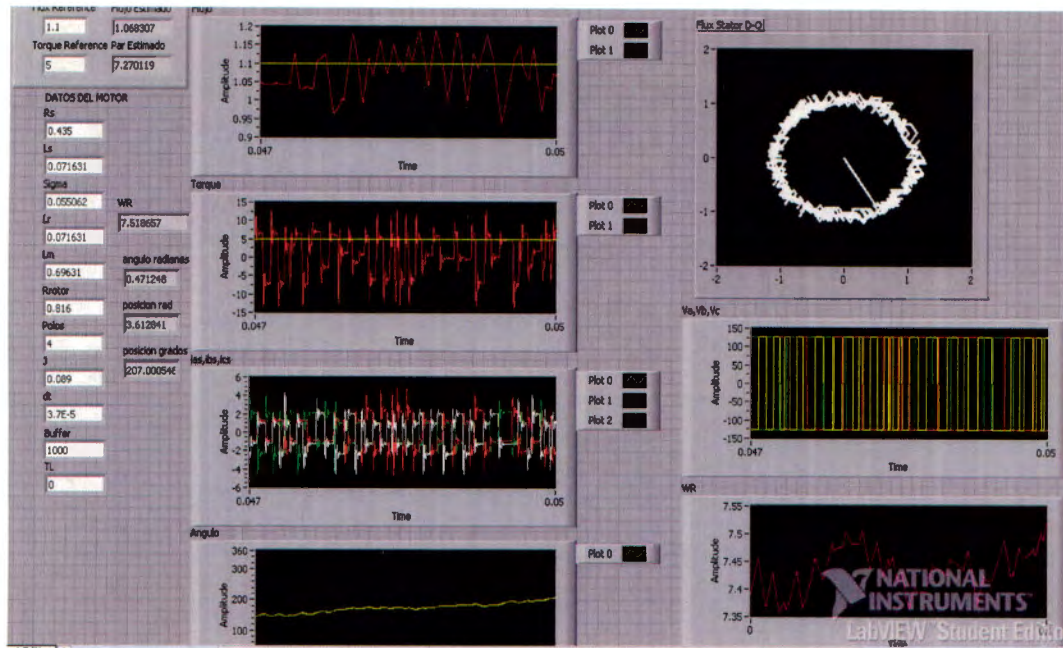 Flux Reference Flujo Estimado
1.1 1.068307
Torque Reference Par Estimado
5 7.270119
DATOS DEL MOTOR
Rs
0.435
Ls
0.071631
Sigma
0.055062
Lr
0.071631
Lm
0.69631
Rrotor
0.816
Polos
4
J
0.089
dt
3.7E-5
Buffer
1000
TL
0
WR
7.518657
angulo radianes
0.471248
posicion rad
3.612841
posicion grados
207.000546
Flujo
Plot 0
Plot 1
Amplitude
1.2
1.15
1.1
1.05
1
0.95
0.9
0.047 0.05
Time
Torque
Plot 0
Plot 1
Amplitude
15
10
5
0
-5
-10
-15
0.047 0.05
Time
ias,ibs,ics
Plot 0
Plot 1
Plot 2
Amplitude
6
4
2
0
-2
-4
-6
0.047 0.05
Time
Angulo
Plot 0
Amplitude
360
300
200
100
Flux Stator D-Q
2
1
0
-1
-2
-2 -1 0 1 2
Va,Vb,Vc
Amplitude
150
100
50
0
-50
-100
-150
0.047 0.05
Time
WR
Amplitude
7.55
7.5
7.45
7.4
7.35
0
NATIONAL
INSTRUMENTS
LabVIEW Student Editio